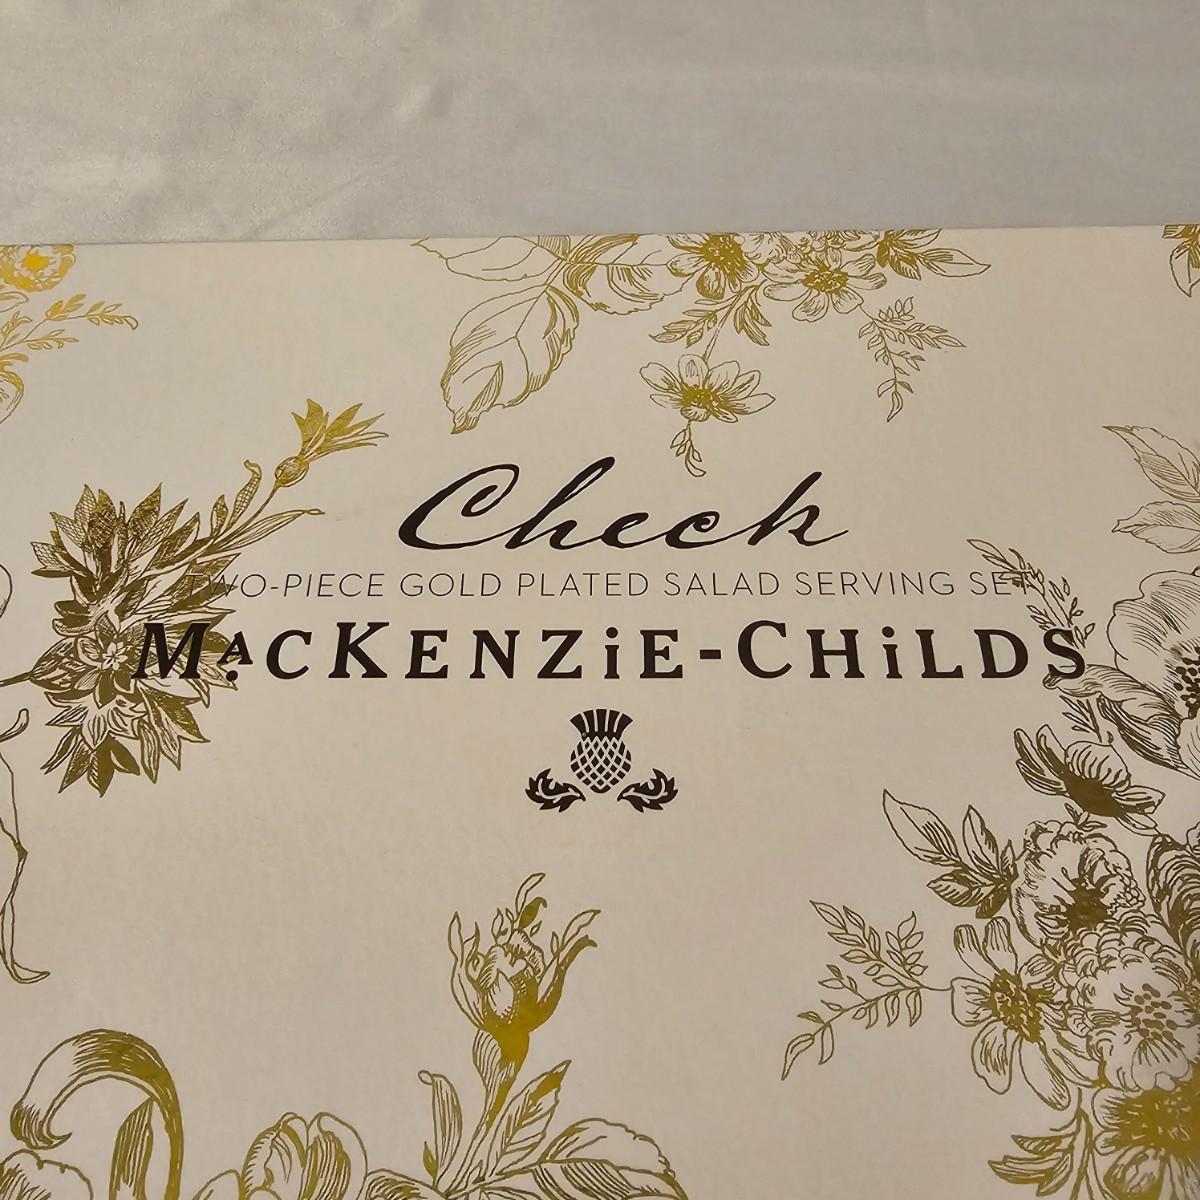 Check
TWO-PIECE GOLD PLATED SALAD SERVING SET
MACKENZiE-CHiLDS